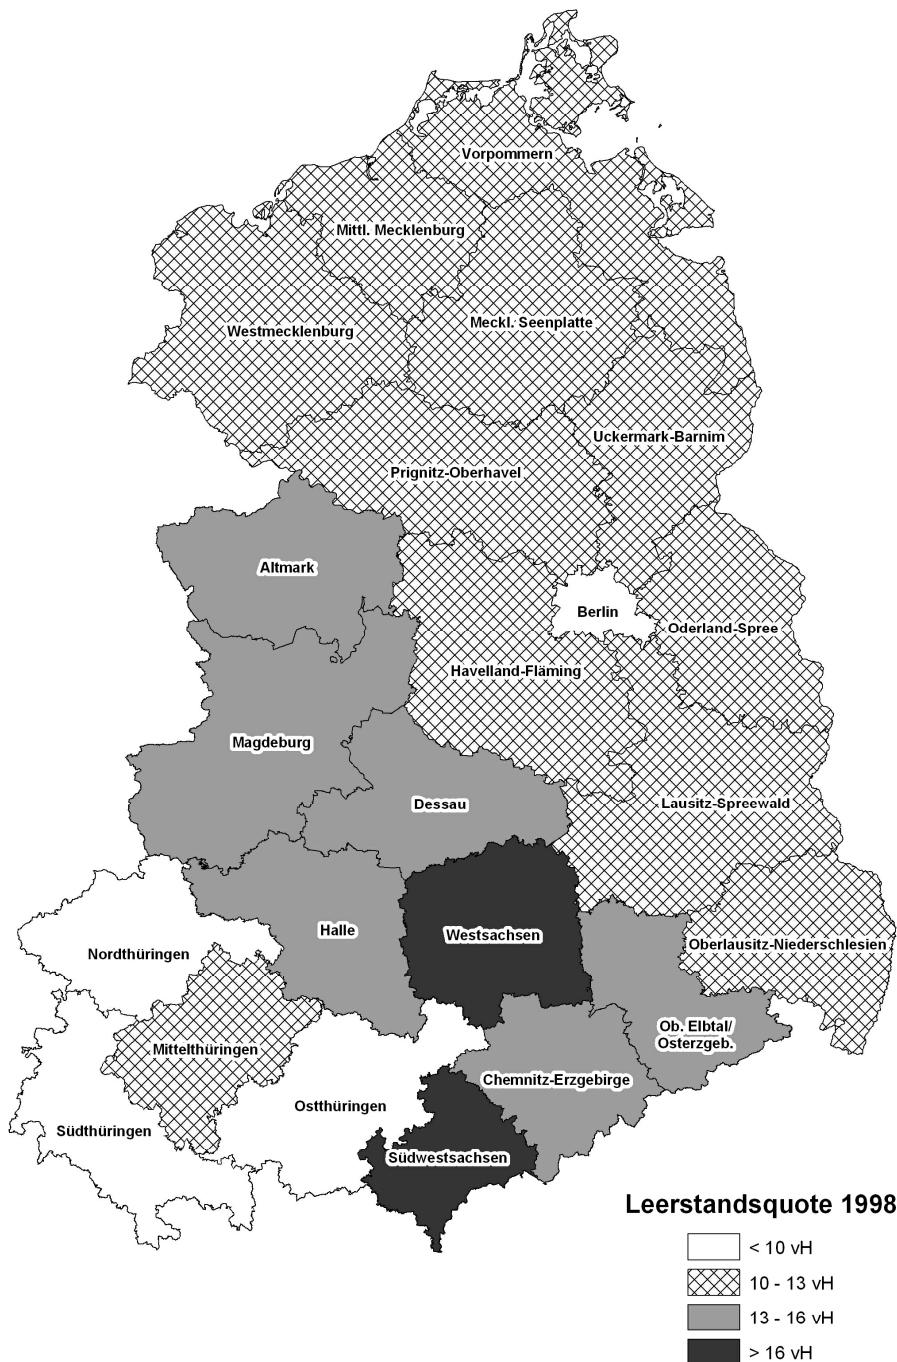 Vorpommern
Mittl. Mecklenburg
Westmecklenburg
Meckl. Seenplatte
Uckermark-Barnim
Prignitz-Oberhavel
Altmark
Berlin
Oderland-Spree
Havelland-Fläming
Magdeburg
Dessau
Lausitz-Spreewald
Halle
Westsachsen
Oberlausitz-Niederschlesien
Nordthüringen
Ob. Elbtal/
Osterzgeb.
Mittelthüringen
Chemnitz-Erzgebirge
Ostthüringen
Südthüringen
Südwestsachsen
Leerstandsquote 1998
< 10 vH
10 - 13 vH
13 - 16 vH
> 16 vH